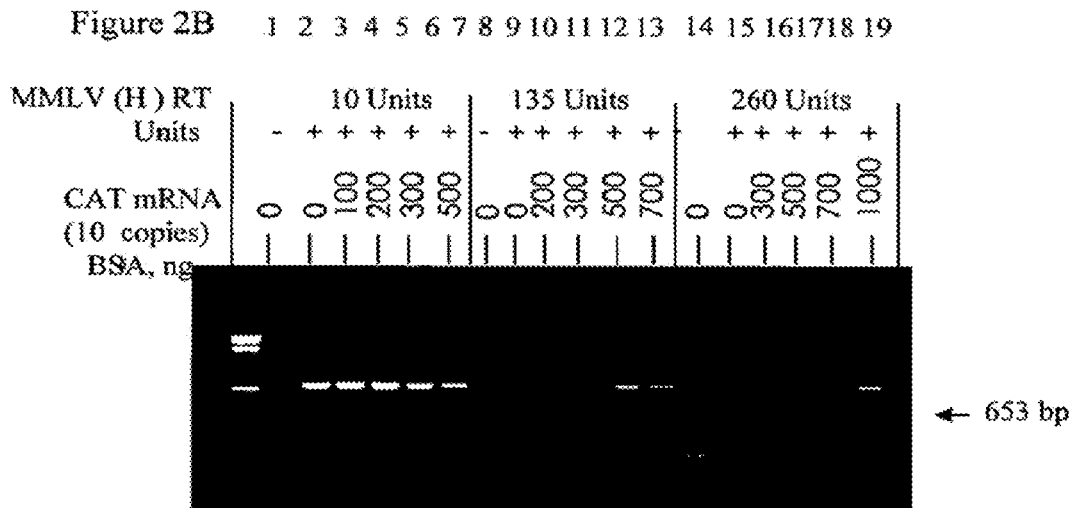 Figure 2B 1 2 3 4 5 6 7 8 9 10 11 12 13 14 15 16 17 18 19
MMLV (H ) RT 10 Units 135 Units 260 Units
Units - + + + + + - + + + + + + + + + +
CAT mRNA 0 0 100 200 300 500 0 0 200 300 500 700 0 0 300 500 700 1000
(10 copies)
BSA, ng
653 bp